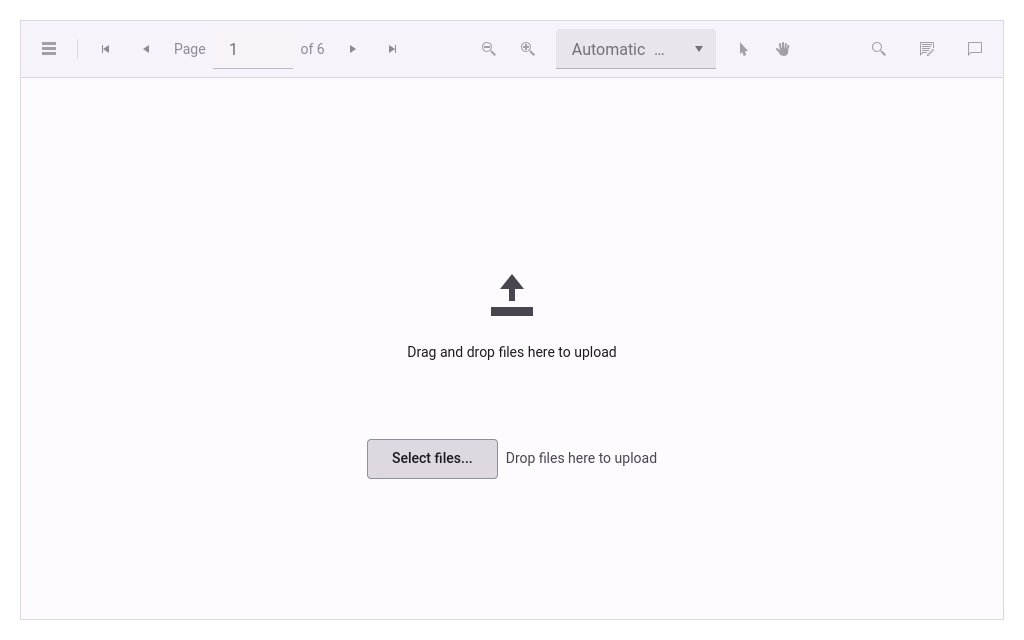 Page 1 of 6 Automatic ...
Drag and drop files here to upload
Select files... Drop files here to upload